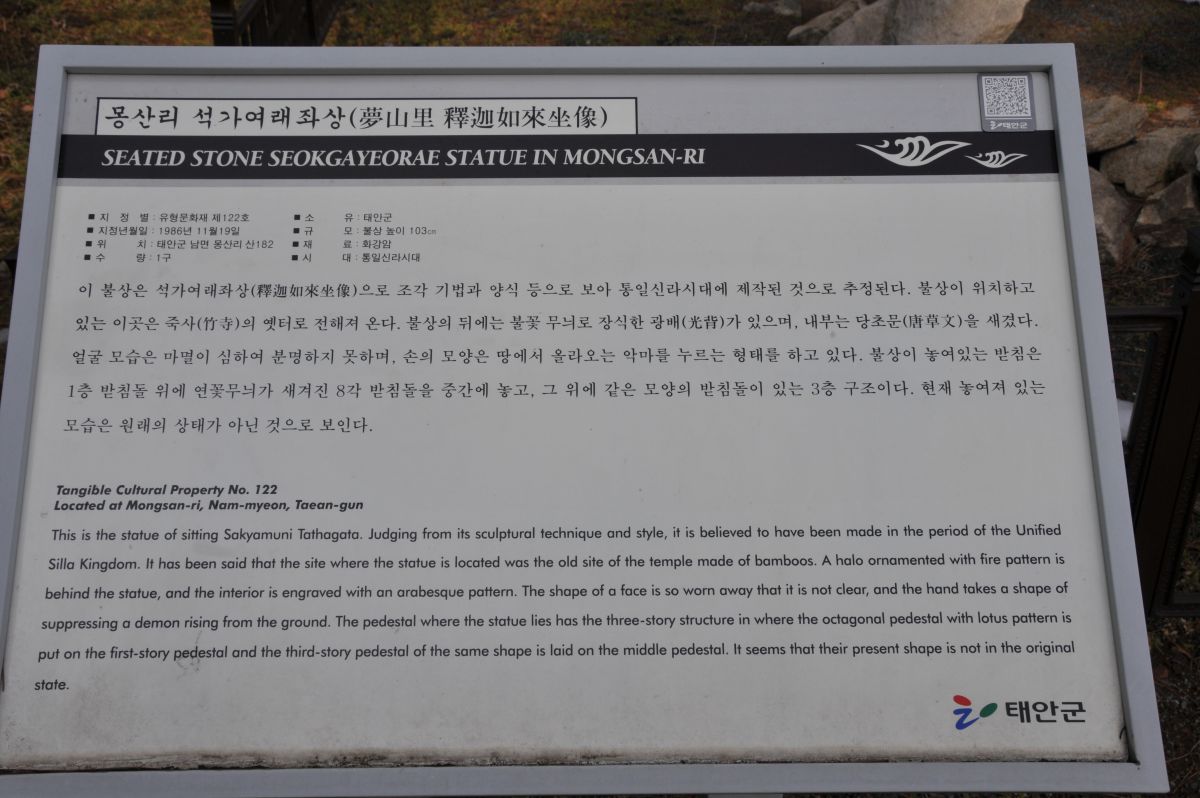 몽산리 석가여래좌상(夢山里 釋迦如來坐像)
태안군
SEATED STONE SEOKGAYEORAE STATUE IN MONGSAN-RI
■ 지 정 별 : 유형문화재 제122호 ■ 소 유 : 태안군
■ 지정년월일 : 1986년 11월19일 ■ 규 모 : 불상 높이 103㎝
■ 위 치 : 태안군 남면 몽산리 산182 ■ 재 료 : 화강암
■ 수 량 : 1구 ■ 시 대 : 통일신라시대
이 불상은 석가여래좌상(釋迦如來坐像)으로 조각 기법과 양식 등으로 보아 통일신라시대에 제작된 것으로 추정된다. 불상이 위치하고
있는 이곳은 죽사(竹寺)의 옛터로 전해져 온다. 불상의 뒤에는 불꽃 무늬로 장식한 광배(光背)가 있으며, 내부는 당초문(唐草文)을 새겼다.
얼굴 모습은 마멸이 심하여 분명하지 못하며, 손의 모양은 땅에서 올라오는 악마를 누르는 형태를 하고 있다. 불상이 놓여있는 받침은
1층 받침돌 위에 연꽃무늬가 새겨진 8각 받침돌을 중간에 놓고, 그 위에 같은 모양의 받침돌이 있는 3층 구조이다. 현재 놓여져 있는
모습은 원래의 상태가 아닌 것으로 보인다.
Tangible Cultural Property No. 122
Located at Mongsan-ri, Nam-myeon, Taean-gun
This is the statue of sitting Sakyamuni Tathagata. Judging from its sculptural technique and style, it is believed to have been made in the period of the Unified
Silla Kingdom. It has been said that the site where the statue is located was the old site of the temple made of bamboos. A halo ornamented with fire pattern is
behind the statue, and the interior is engraved with an arabesque pattern. The shape of a face is so worn away that it is not clear, and the hand takes a shape of
suppressing a demon rising from the ground. The pedestal where the statue lies has the three-story structure in where the octagonal pedestal with lotus pattern is
put on the first-story pedestal and the third-story pedestal of the same shape is laid on the middle pedestal. It seems that their present shape is not in the original
state.
태안군